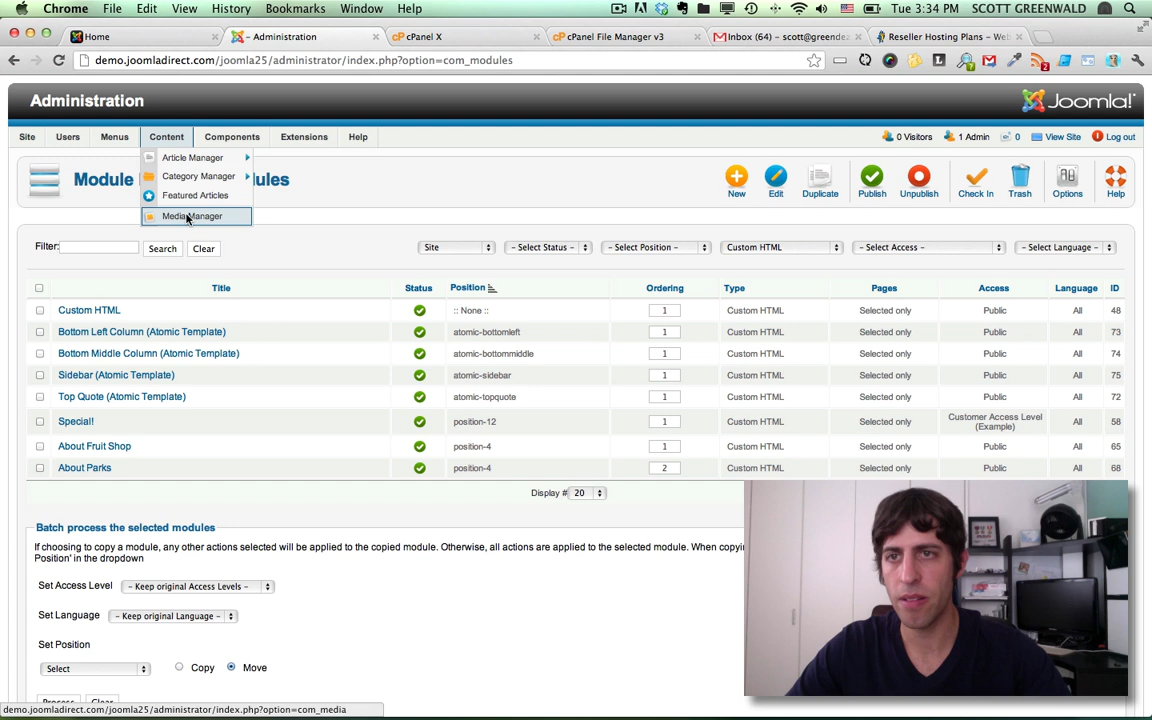 Chrome File Edit View History Bookmarks Window Help Tue 3:34 PM SCOTT GREENWALD
Home - Administration cPanel X cPanel File Manager v3 Inbox (64) – scott@greendez Reseller Hosting Plans – Web
demo.joomladirect.com/joomla25/administrator/index.php?option=com_modules
Administration Joomla!
Site Users Menus Content Components Extensions Help 0 Visitors 1 Admin 0 View Site Log out
Article Manager
Category Manager
Featured Articles
Media Manager
Module
New Edit Duplicate Publish Unpublish Check In Trash Options Help
Filter: Search Clear Site - Select Status - - Select Position - Custom HTML - Select Access - - Select Language -
Title Status Position Ordering Type Pages Access Language ID
Custom HTML :: None :: 1 Custom HTML Selected only Public All 48
Bottom Left Column (Atomic Template) atomic-bottomleft 1 Custom HTML Selected only Public All 73
Bottom Middle Column (Atomic Template) atomic-bottommiddle 1 Custom HTML Selected only Public All 74
Sidebar (Atomic Template) atomic-sidebar 1 Custom HTML Selected only Public All 75
Top Quote (Atomic Template) atomic-topquote 1 Custom HTML Selected only Public All 72
Special! position-12 1 Custom HTML Selected only Customer Access Level (Example) All 58
About Fruit Shop position-4 1 Custom HTML Selected only Public All 65
About Parks position-4 2 Custom HTML Selected only Public All 68
Display # 20
Batch process the selected modules
If choosing to copy a module, any other actions selected will be applied to the copied module. Otherwise, all actions are applied to the selected module. When copyin
Position' in the dropdown
Set Access Level - Keep original Access Levels -
Set Language - Keep original Language -
Set Position
Select Copy Move
Process Clear
demo.joomladirect.com/joomla25/administrator/index.php?option=com_media